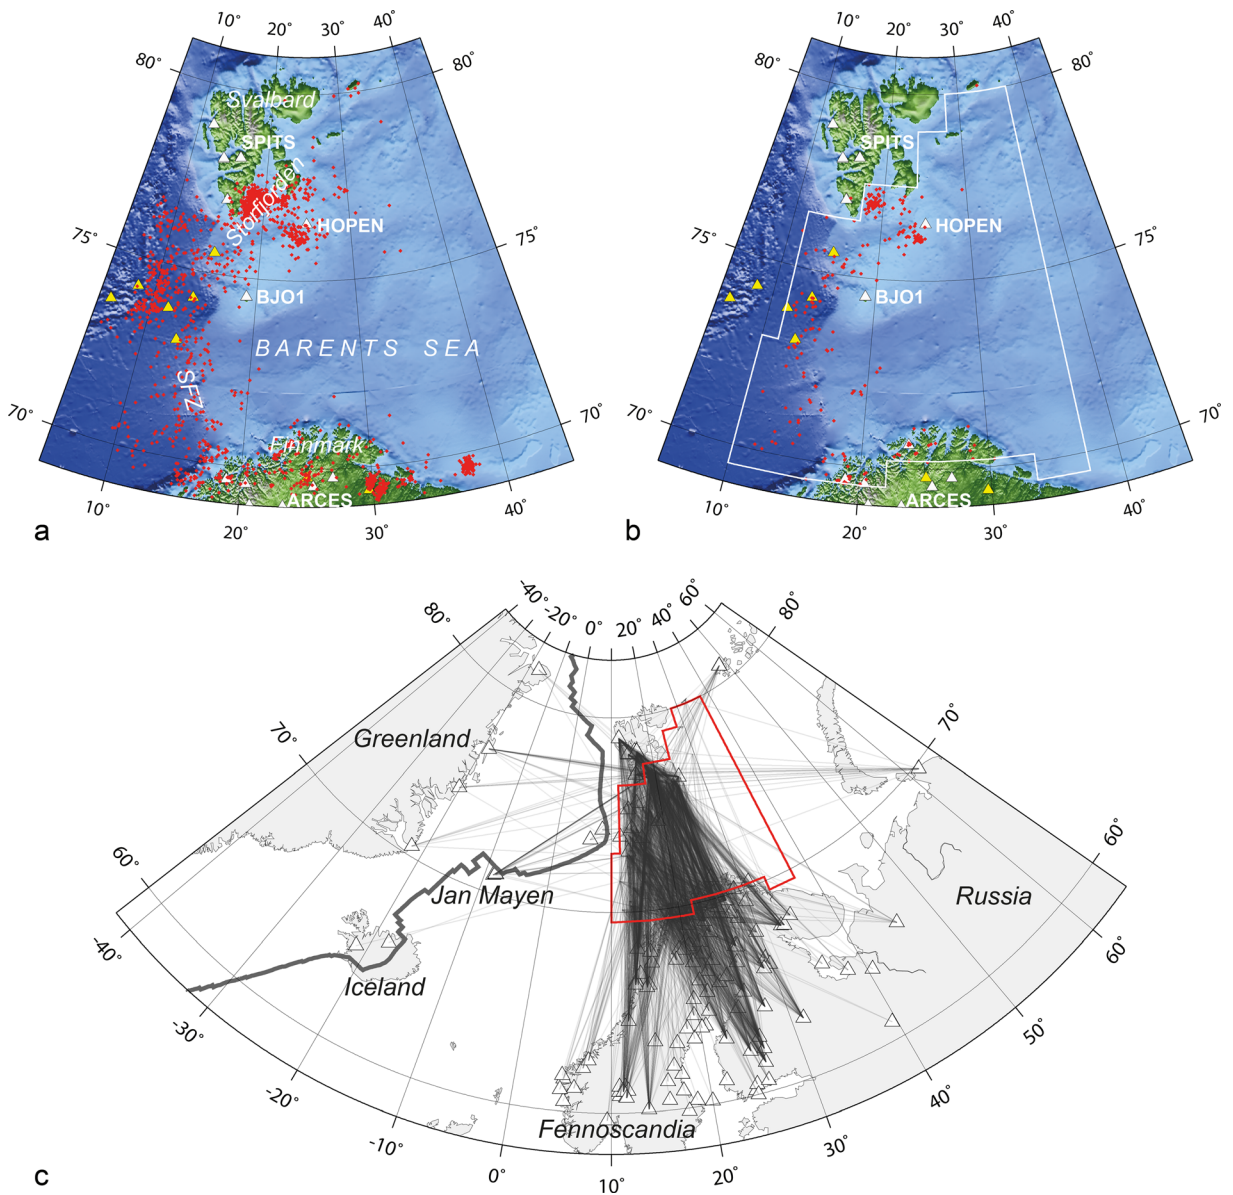 10°
20°
30°
40°
80°
80°
Svalbard
SPITS
Storfjorden
HOPEN
75°
75°
BJO1
BARENTS SEA
SFZ
70°
70°
Finnmark
ARCES
10°
20°
30°
40°
a
10°
20°
30°
40°
80°
80°
SPITS
HOPEN
75°
75°
BJO1
70°
70°
ARCES
10°
20°
30°
40°
b
-40°
-20°
0°
20°
40°
60°
80°
80°
70°
70°
Greenland
60°
60°
Jan Mayen
Russia
-40°
60°
Iceland
-30°
50°
-20°
40°
Fennoscandia
-10°
30°
0°
10°
20°
c